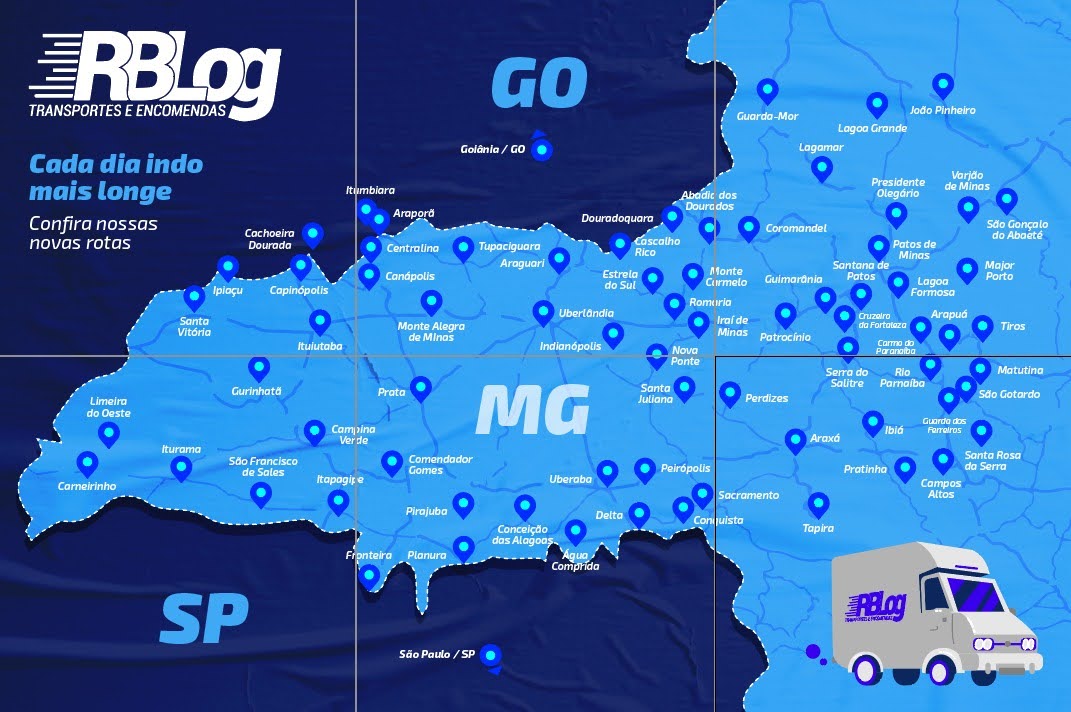 RBLog
TRANSPORTES E ENCOMENDAS
Cada dia indo
mais longe
Confira nossas
novas rotas
GO
Goiânia / GO
Guarda-Mor
Lagoa Grande
João Pinheiro
Lagamar
Presidente
Olegário
Varjão
de Minas
São Gonçalo
do Abaeté
Itumbiara
Araporã
Cachoeira
Dourada
Centralina
Tupaciguara
Araguari
Douradoquara
Abadia dos
Dourados
Cascalho
Rico
Coromandel
Patos de
Minas
Ipiaçu
Capinópolis
Canápolis
Estrela
do Sul
Monte
Carmelo
Guimarânia
Santana de
Patos
Lagoa
Formosa
Major
Porto
Santa
Vitória
Ituiutaba
Monte Alegra
de Minas
Uberlândia
Indianópolis
Romaria
Iraí de
Minas
Patrocínio
Cruzeiro
da Fortaleza
Arapuá
Tiros
Carmo do
Paranaíba
Nova
Ponte
Serra do
Salitre
Rio
Parnaíba
Matutina
Gurinhatã
Prata
MG
Santa
Juliana
Perdizes
São Gotardo
Guarda dos
Ferreiros
Limeira
do Oeste
Campina
Verde
Ibiá
Araxá
Carneirinho
Iturama
São Francisco
de Sales
Itapagipe
Comendador
Gomes
Uberaba
Peirópolis
Pratinha
Campos
Altos
Santa Rosa
da Serra
Pirajuba
Conceição
das Alagoas
Delta
Sacramento
Conquista
Tapira
Fronteira
Planura
Água
Comprida
SP
São Paulo / SP
RBLog
TRANSPORTES E ENCOMENDAS